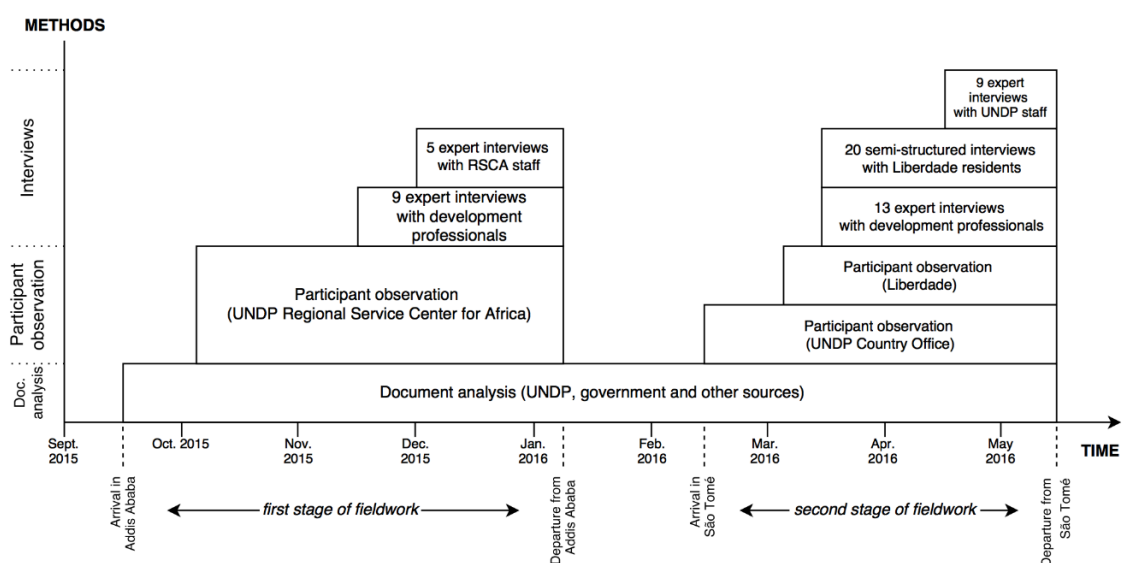 METHODS
Interviews
Participant
observation
Doc.
analysis
9 expert
interviews
with UNDP staff
5 expert interviews
with RSCA staff
20 semi-structured interviews
with Liberdade residents
9 expert interviews
with development
professionals
13 expert interviews
with development professionals
Participant observation
(UNDP Regional Service Center for Africa)
Participant observation
(Liberdade)
Participant observation
(UNDP Country Office)
Document analysis (UNDP, government and other sources)
Sept.
2015
Oct. 2015
Nov.
2015
Dec.
2015
Jan.
2016
Feb.
2016
Mar.
2016
Apr.
2016
May
2016
TIME
Arrival in
Addis Ababa
first stage of fieldwork
Departure from
Addis Ababa
Arrival in
São Tomé
second stage of fieldwork
Departure from
São Tomé